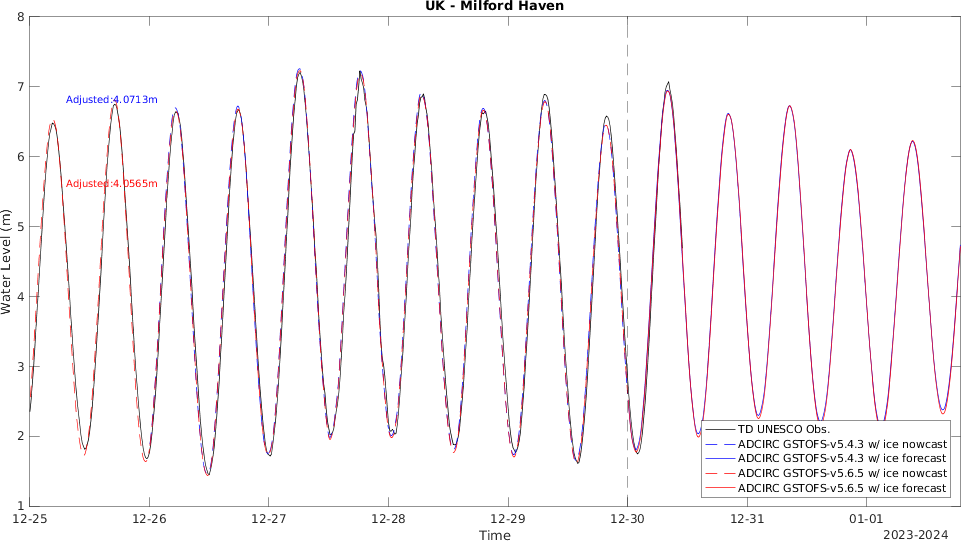 UK - Milford Haven
8
7
6
5
4
3
2
1
Water Level (m)
Adjusted:4.0713m
Adjusted:4.0565m
TD UNESCO Obs.
ADCIRC GSTOFS-v5.4.3 w/ ice nowcast
ADCIRC GSTOFS-v5.4.3 w/ ice forecast
ADCIRC GSTOFS-v5.6.5 w/ ice nowcast
ADCIRC GSTOFS-v5.6.5 w/ ice forecast
12-25 12-26 12-27 12-28 12-29 12-30 12-31 01-01
Time
2023-2024